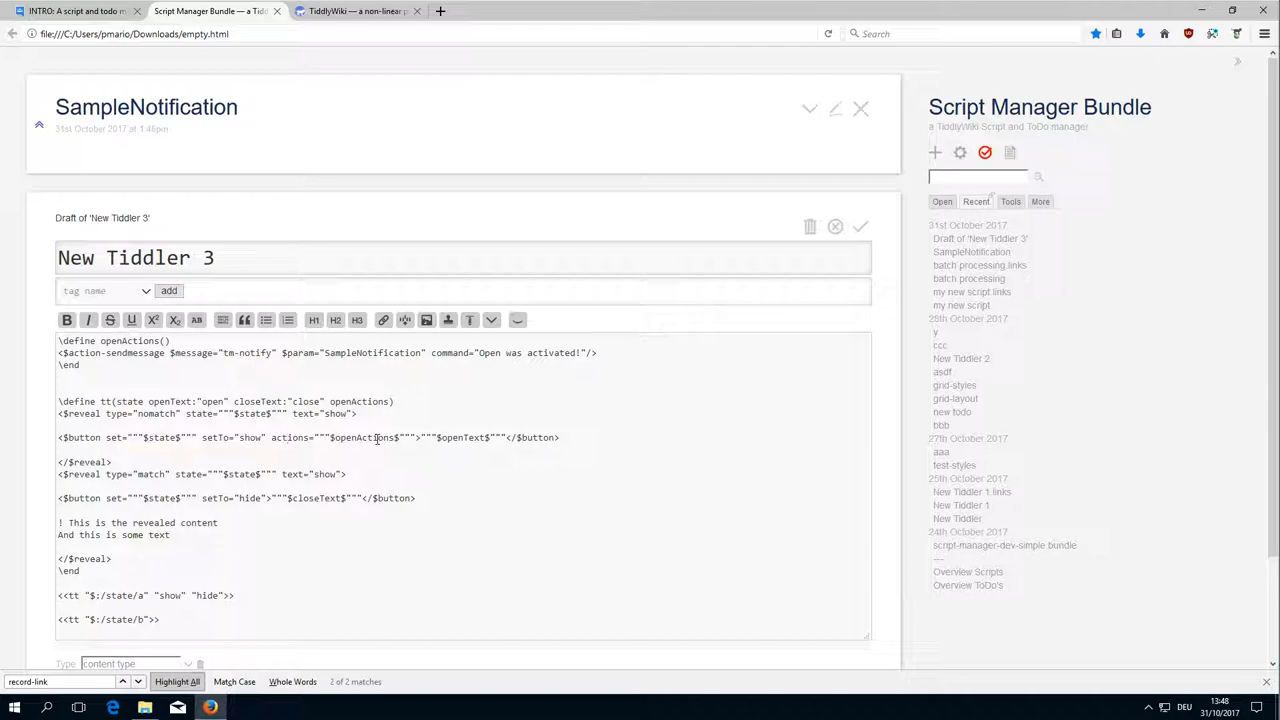 INTRO: A script and todo m
Script Manager Bundle — a Tidd
TiddlyWiki — a non-linear p
file:///C:/Users/pmario/Downloads/empty.html
Search
SampleNotification
31st October 2017 at 1:46pm
Draft of 'New Tiddler 3'
New Tiddler 3
tag name
add
B I S U X² X₂ AB H1 H2 H3
\define openActions()
<$action-sendmessage $message="tm-notify" $param="SampleNotification" command="Open was activated!"/>
\end
\define tt(state openText:"open" closeText:"close" openActions)
<$reveal type="nomatch" state="""$state$""" text="show">
<$button set="""$state$""" setTo="show" actions="""$openActions$""">"""$openText$"""</$button>
</$reveal>
<$reveal type="match" state="""$state$""" text="show">
<$button set="""$state$""" setTo="hide">"""$closeText$"""</$button>
! This is the revealed content
And this is some text
</$reveal>
\end
<<tt "$:/state/a" "show" "hide">>
<<tt "$:/state/b">>
Type
content type
Script Manager Bundle
a TiddlyWiki Script and ToDo manager
Open
Recent
Tools
More
31st October 2017
Draft of 'New Tiddler 3'
SampleNotification
batch processing.links
batch processing
my new script.links
my new script
28th October 2017
y
ccc
New Tiddler 2
asdf
grid-styles
grid-layout
new todo
bbb
27th October 2017
aaa
test-styles
25th October 2017
New Tiddler 1.links
New Tiddler 1
New Tiddler
24th October 2017
script-manager-dev-simple bundle
---
Overview Scripts
Overview ToDo's
record-link
Highlight All
Match Case
Whole Words
2 of 2 matches
DEU
13:48
31/10/2017